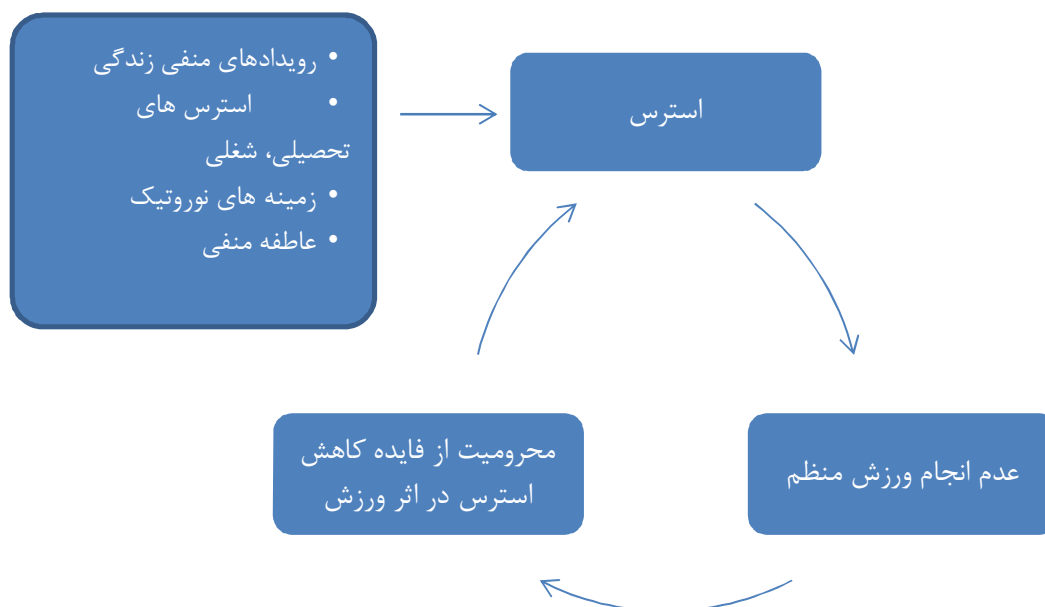 • رویدادهای منفی زندگی
• استرس های
تحصیلی، شغلی
• زمینه های نوروتیک
• عاطفه منفی
استرس
عدم انجام ورزش منظم
محرومیت از فایده کاهش
استرس در اثر ورزش